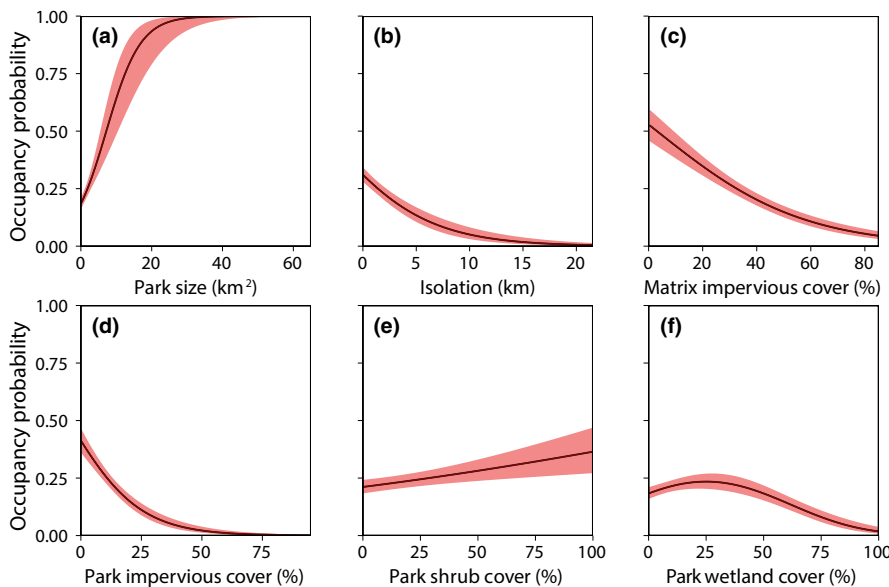 1.00
(a)
(b)
(c)
0.75
0.50
0.25
0.00
Occupancy probability
0 20 40 60
0 5 10 15 20
0 20 40 60 80
Park size (km²)
Isolation (km)
Matrix impervious cover (%)
1.00
(d)
(e)
(f)
0.75
0.50
0.25
0.00
Occupancy probability
0 25 50 75
0 25 50 75 100
0 25 50 75 100
Park impervious cover (%)
Park shrub cover (%)
Park wetland cover (%)